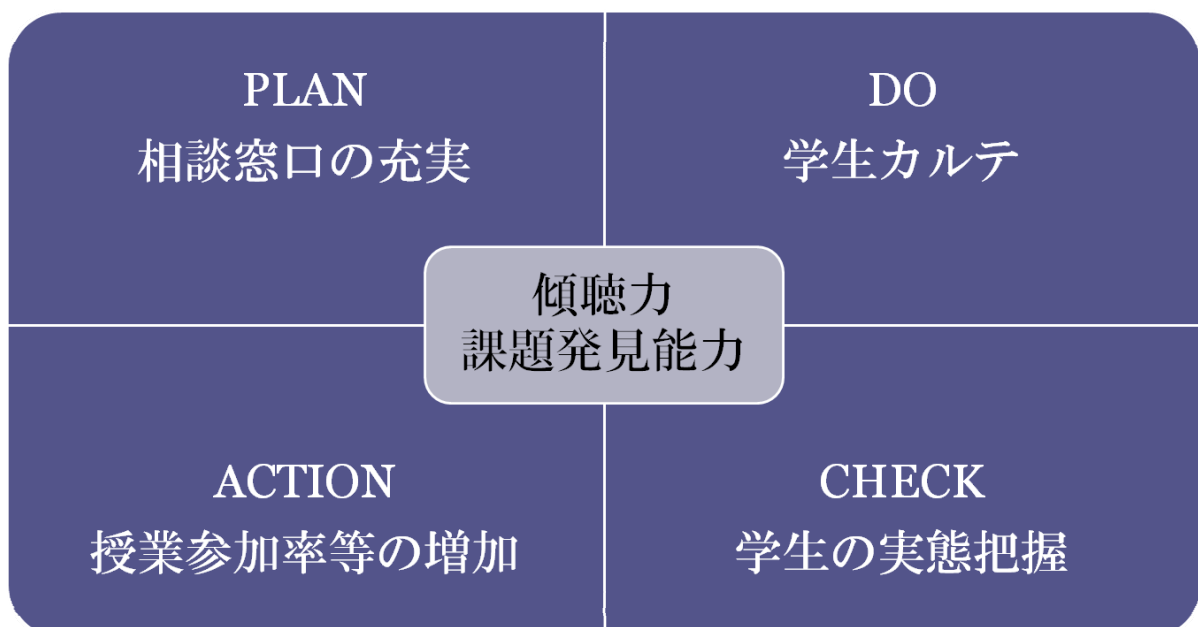 PLAN
相談窓口の充実
DO
学生カルテ
傾聴力
課題発見能力
ACTION
授業参加率等の増加
CHECK
学生の実態把握